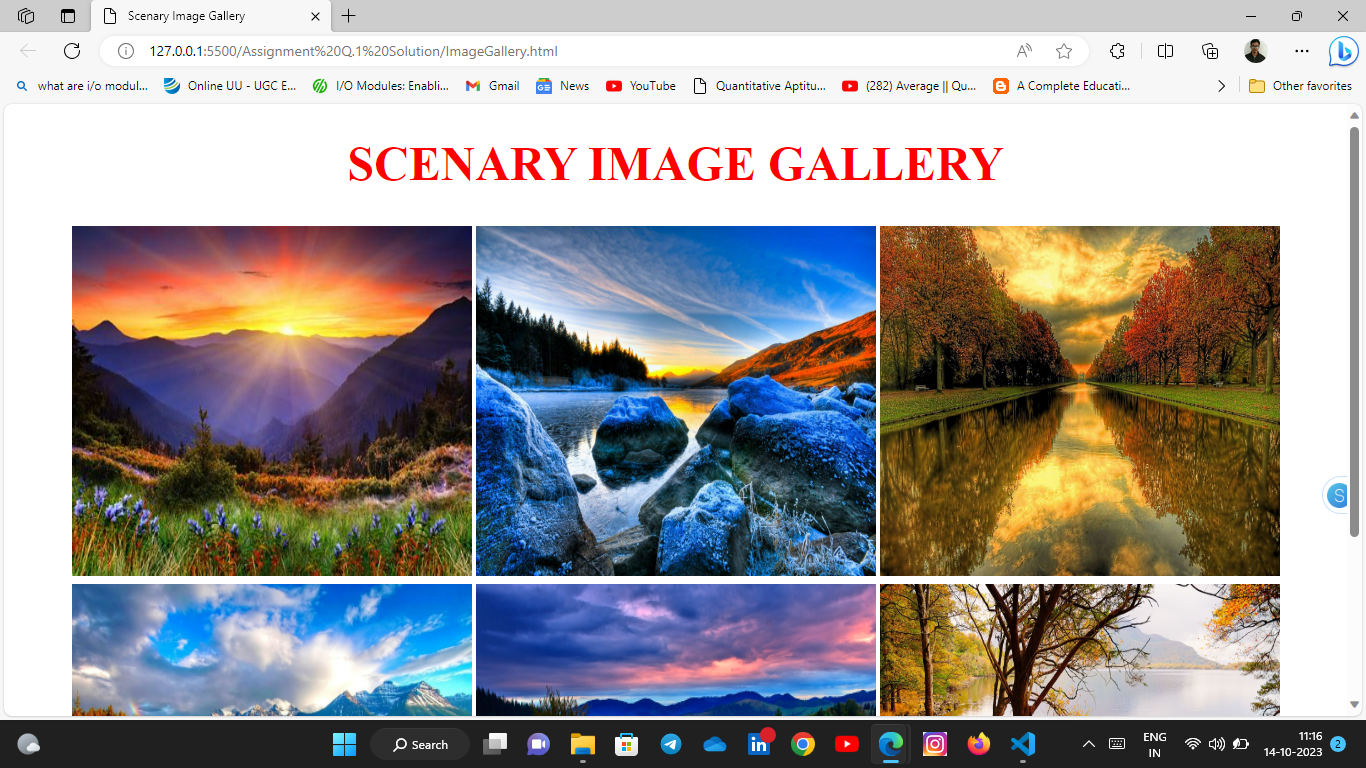 Scenary Image Gallery
127.0.0.1:5500/Assignment%20Q.1%20Solution/ImageGallery.html
what are i/o modul...
Online UU - UGC E...
I/O Modules: Enabli...
Gmail
News
YouTube
Quantitative Aptitu...
(282) Average || Qu...
A Complete Educati...
Other favorites
SCENARY IMAGE GALLERY
S
Search
ENG
IN
11:16
14-10-2023
2